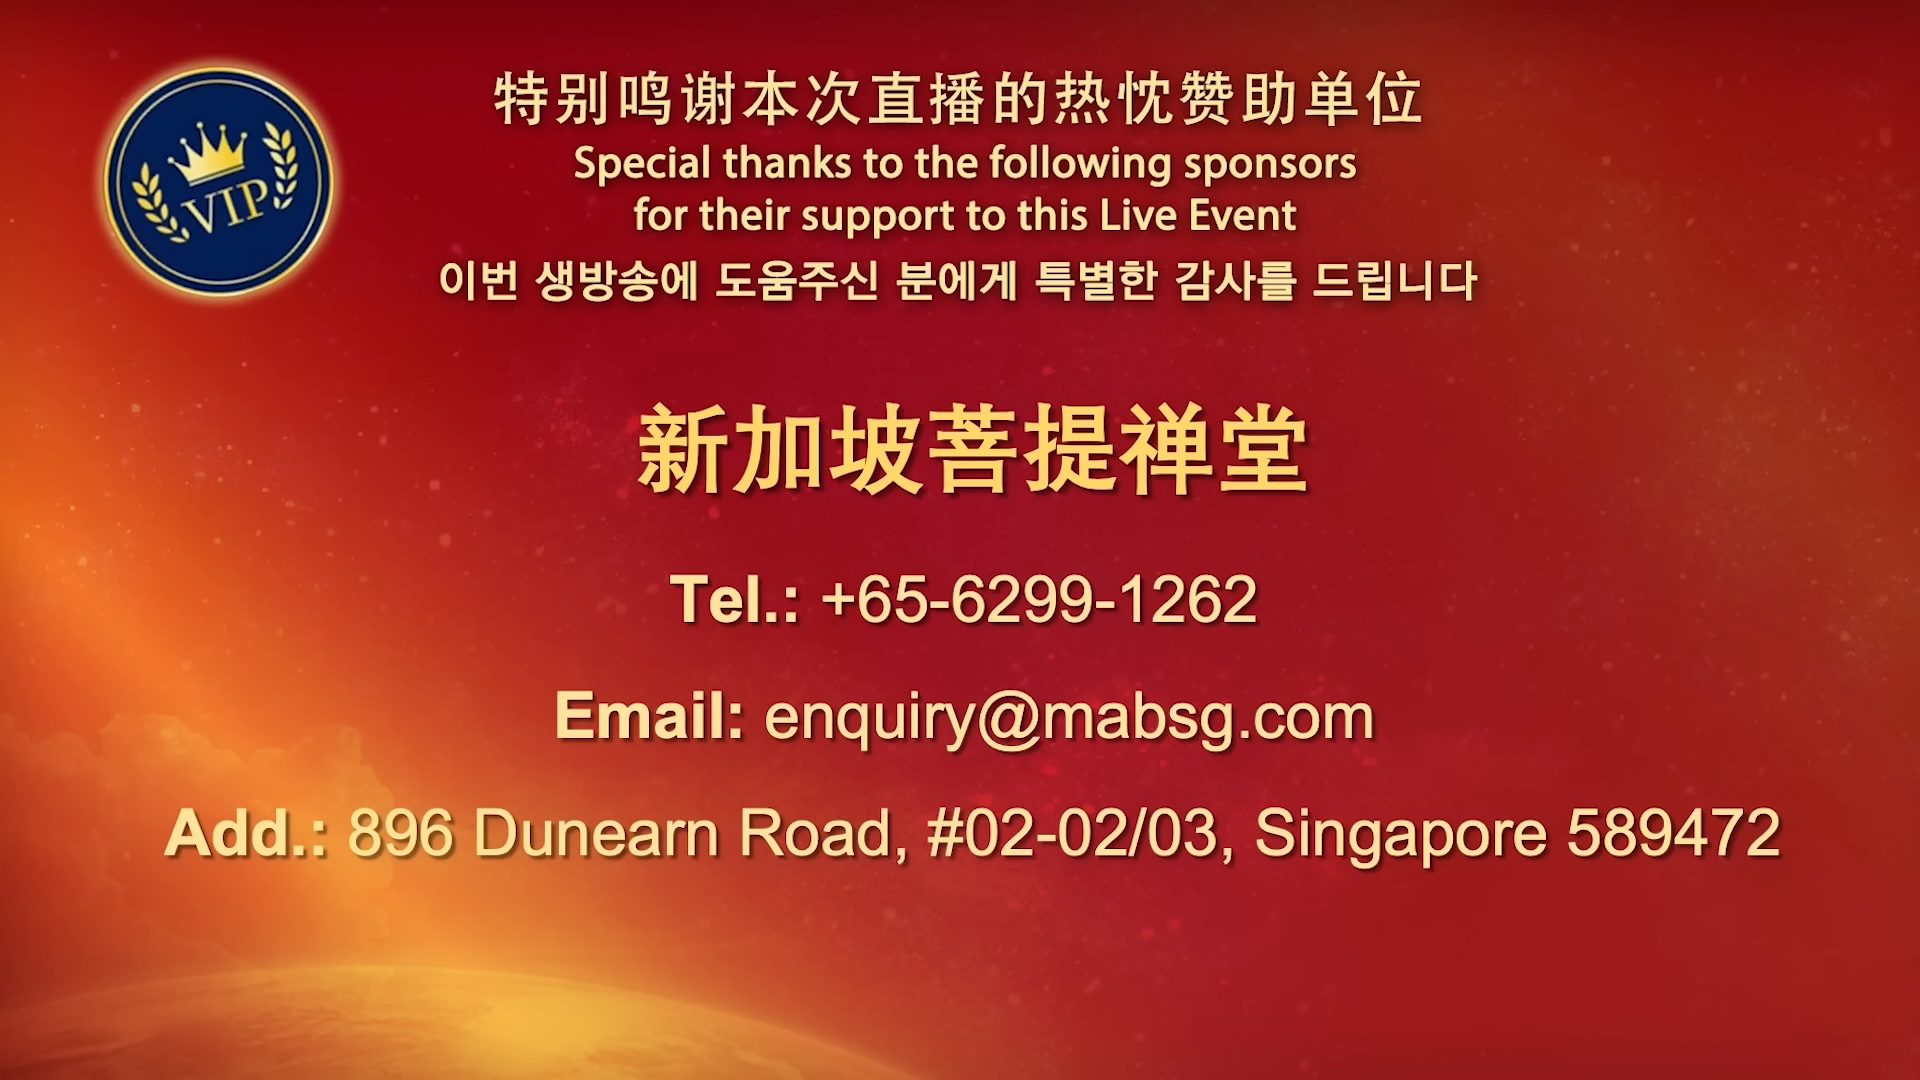 VIP
特别鸣谢本次直播的热忱赞助单位
Special thanks to the following sponsors
for their support to this Live Event
이번 생방송에 도움주신 분에게 특별한 감사를 드립니다
新加坡菩提禅堂
Tel.: +65-6299-1262
Email: enquiry@mabsg.com
Add.: 896 Dunearn Road, #02-02/03, Singapore 589472